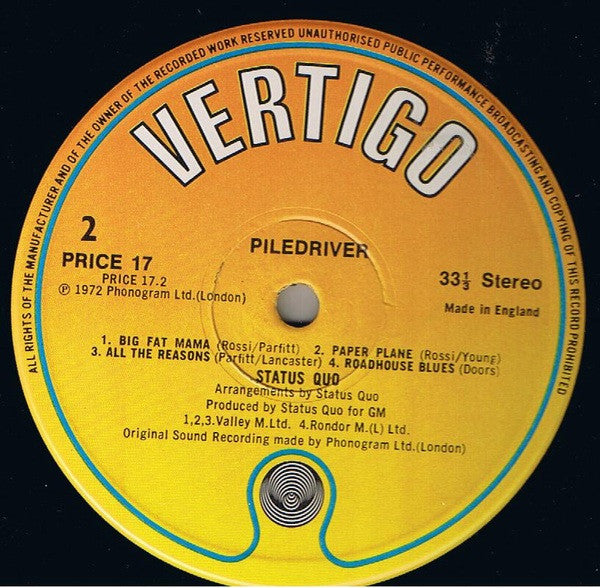 ALL RIGHTS OF THE MANUFACTURER AND OF THE OWNER OF THE RECORDED WORK RESERVED UNAUTHORISED PUBLIC PERFORMANCE BROADCASTING AND COPYING OF THIS RECORD PROHIBITED
VERTIGO
2
PILEDRIVER
PRICE 17
PRICE 17.2
℗ 1972 Phonogram Ltd.(London)
33⅓ Stereo
Made in England
1. BIG FAT MAMA (Rossi/Parfitt) 2. PAPER PLANE (Rossi/Young)
3. ALL THE REASONS (Parfitt/Lancaster) 4. ROADHOUSE BLUES (Doors)
STATUS QUO
Arrangements by Status Quo
Produced by Status Quo for GM
1,2,3.Valley M.Ltd. 4.Rondor M.(L) Ltd.
Original Sound Recording made by Phonogram Ltd.(London)